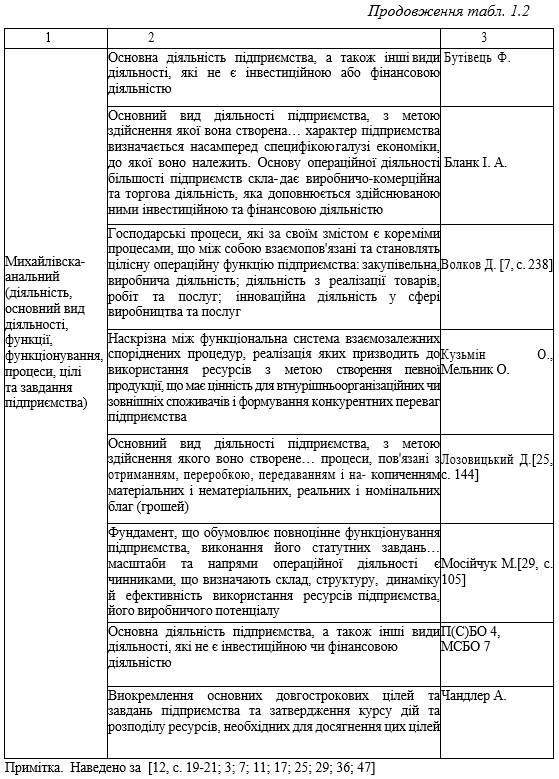 Продовження табл. 1.2
1 2 3
Михайлівска-
анальний
(діяльність,
основний вид
діяльності,
функції,
функціонування,
процеси, цілі
та завдання
підприємства)
Основна діяльність підприємства, а також інші види
діяльності, які не є інвестиційною або фінансовою
діяльністю
Бутівець Ф.
Основний вид діяльності підприємства, з метою
здійснення якої вона створена… характер підприємства
визначається насамперед специфікоюгалузі економіки,
до якої воно належить. Основу операційної діяльності
більшості підприємств скла- дає виробничо-комерційна
та торгова діяльність, яка доповнюється здійснюваною
ними інвестиційною та фінансовою діяльністю
Бланк І. А.
Господарські процеси, які за своїм змістом є кореміми
процесами, що між собою взаємопов'язані та становлять
цілісну операційну функцію підприємства: закупівельна,
виробнича діяльність; діяльність з реалізації товарів,
робіт та послуг; інноваційна діяльність у сфері
виробництва та послуг
Волков Д. [7, с. 238]
Наскрізна між функціональна система взаємозалежних
споріднених процедур, реалізація яких призводить до
використання ресурсів з метою створення певної
продукції, що має цінність для втнурішньоорганізаційних чи
зовнішніх споживачів і формування конкурентних переваг
підприємства
Кузьмін О.,
Мельник О.
Основний вид діяльності підприємства, з метою
здійснення якого воно створене… процеси, пов'язані з
отриманням, переробкою, передаванням і на- копиченням
матеріальних і нематеріальних, реальних і номінальних
благ (грошей)
Лозовицький Д.[25,
с. 144]
Фундамент, що обумовлює повноцінне функціонування
підприємства, виконання його статутних завдань…
масштаби та напрями операційної діяльності є
чинниками, що визначають склад, структуру, динаміку
й ефективність використання ресурсів підприємства,
його виробничого потенціалу
Мосійчук М.[29, с.
105]
Основна діяльність підприємства, а також інші види
діяльності, які не є інвестиційною чи фінансовою
діяльністю
П(С)БО 4,
МСБО 7
Виокремлення основних довгострокових цілей та
завдань підприємства та затвердження курсу дій та
розподілу ресурсів, необхідних для досягнення цих цілей
Чандлер А.
Примітка. Наведено за [12, с. 19-21; 3; 7; 11; 17; 25; 29; 36; 47]